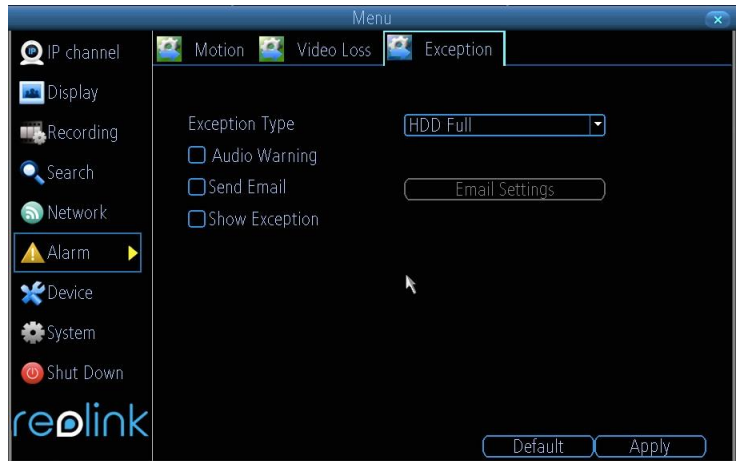 Menu
IP channel
Display
Recording
Search
Network
Alarm
Device
System
Shut Down
reolink
Motion
Video Loss
Exception
Exception Type
HDD Full
Audio Warning
Send Email
Email Settings
Show Exception
Default
Apply